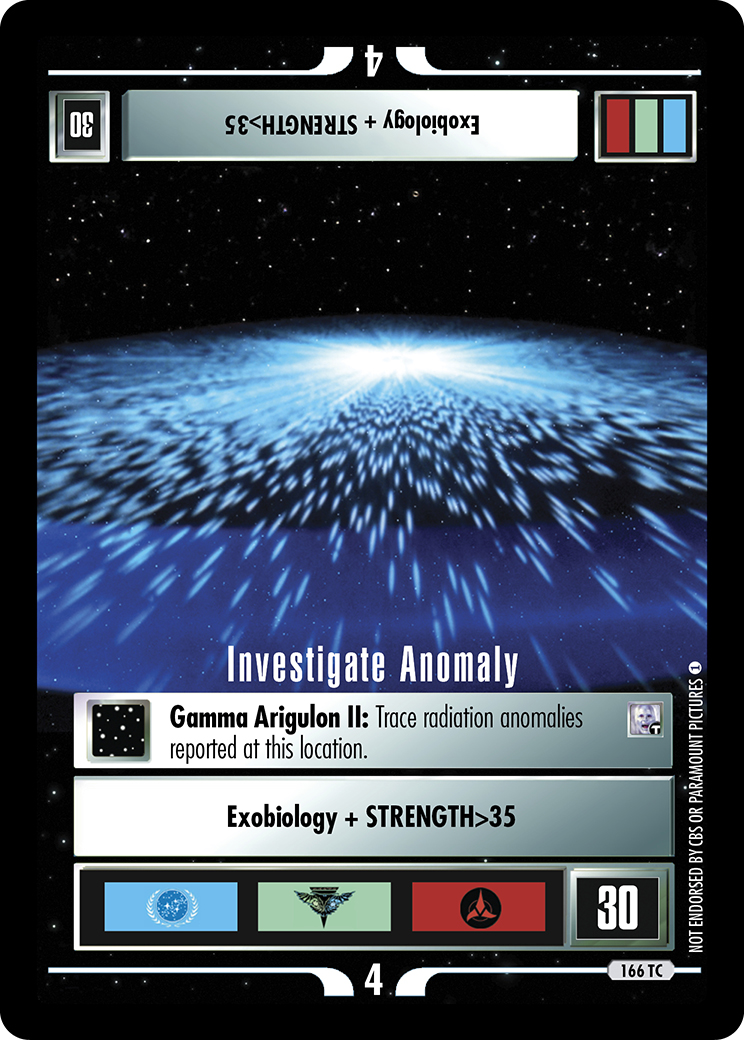 4
30
Exobiology + STRENGTH>35
Investigate Anomaly
Gamma Arigulon II: Trace radiation anomalies
reported at this location.
T
Exobiology + STRENGTH>35
30
4
166 TC
NOT ENDORSED BY CBS OR PARAMOUNT PICTURES 1